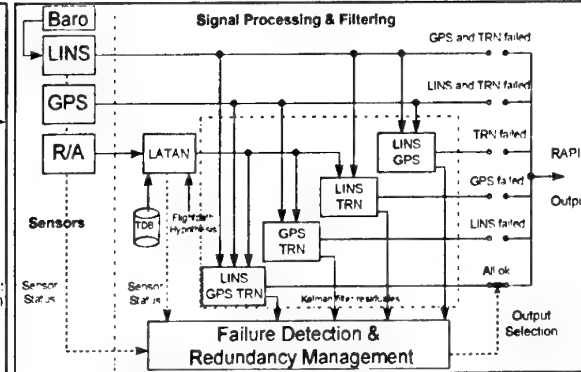 Baro
Signal Processing & Filtering
LINS
GPS and TRN failed
GPS
LINS and TRN failed
R/A
LATAN
LINS
GPS
TRN failed
RAPI
Output
TDB
Hypothesis
LINS
TRN
GPS failed
Sensors
GPS
TRN
LINS failed
Sensor
Status
Sensor
Status
LINS
GPS TRN
All ok
Kalman filter residuales
Output
Selection
Failure Detection &
Redundancy Management